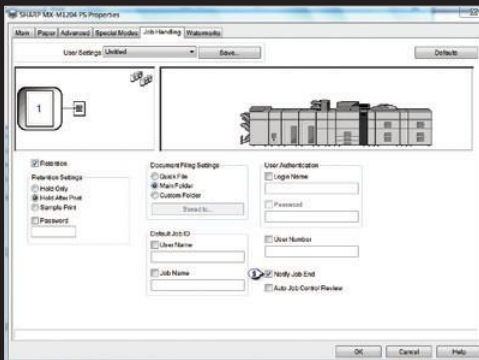 SHARP MX-M1204 PS Properties
Main Paper Advanced Special Modes Job Handling Watermarks
User Settings: Untitled Save... Defaults
1
Retention
Retention Settings
Hold Only
Hold After Print
Sample Print
Password
Document Filing Settings
Quick File
Main Folder
Custom Folder
Stored to...
Default Job ID
User Name
Job Name
User Authentication
Login Name
Password
User Number
Notify Job End
Auto Job Control Review
OK Cancel Help